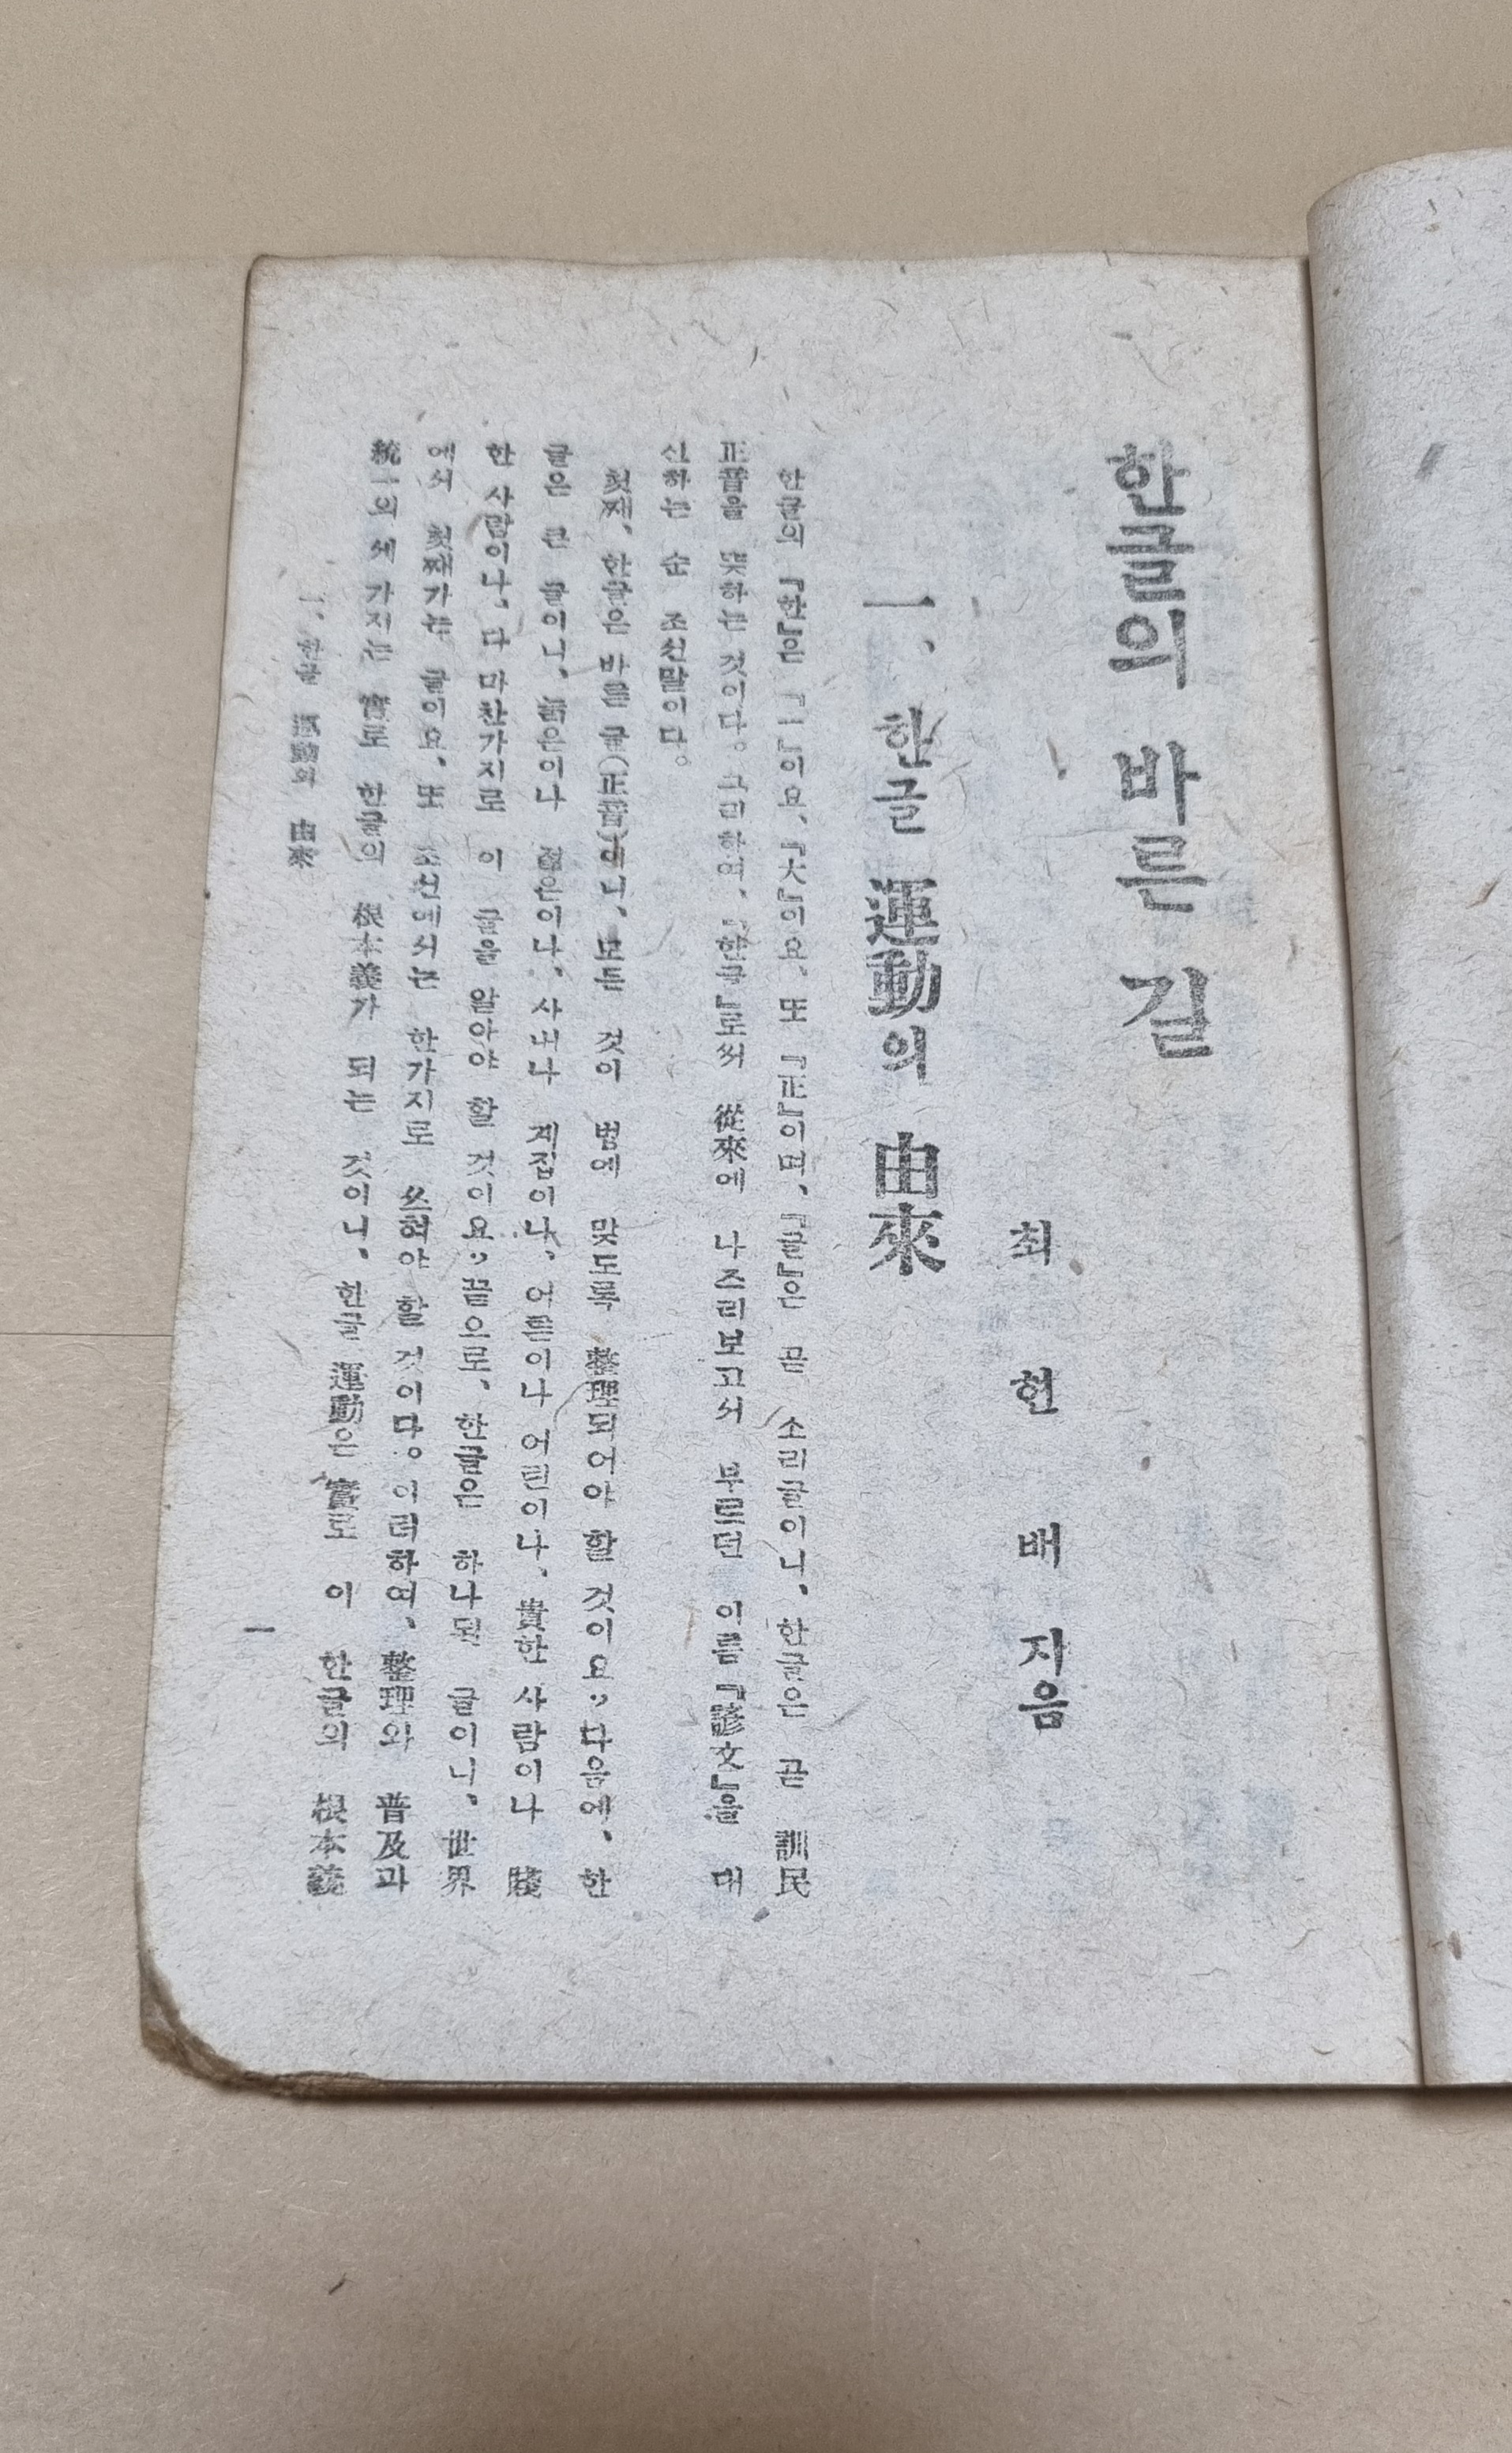 한글의 바른 길
최 현 배 지음
一、한글 運動의 由來
한글의 『한』은 『一』이요、『大』이요、또 『正』이며、『글』은 곧 소리글이니、한글은 곧 訓民
正音을 뜻하는 것이다。그리하여、『한글』로써 從來에 나즈리보고서 부르던 이름 『諺文』을 대
신하는 순 조선말이다。
첫째、한글은 바른 글(正音)이니、모든 것이 법에 맞도록 整理되어야 할 것이요、다음에、한
글은 큰 글이니、늙은이나 젊은이나、사내나 계집이나、어른이나 어린이나、貴한 사람이나 賤
한 사람이나、다 마찬가지로 이 글을 알아야 할 것이요、끝으로、한글은 하나된 글이니、世界
에서 첫째가는 글이요、또 조선에서는 한가지로 쓰혀야 할 것이다。이러하여、整理와 普及과
統一의 세 가지는 實로 한글의 根本義가 되는 것이니、한글 運動은 實로 이 한글의 根本義
一、한글 運動의 由來
一